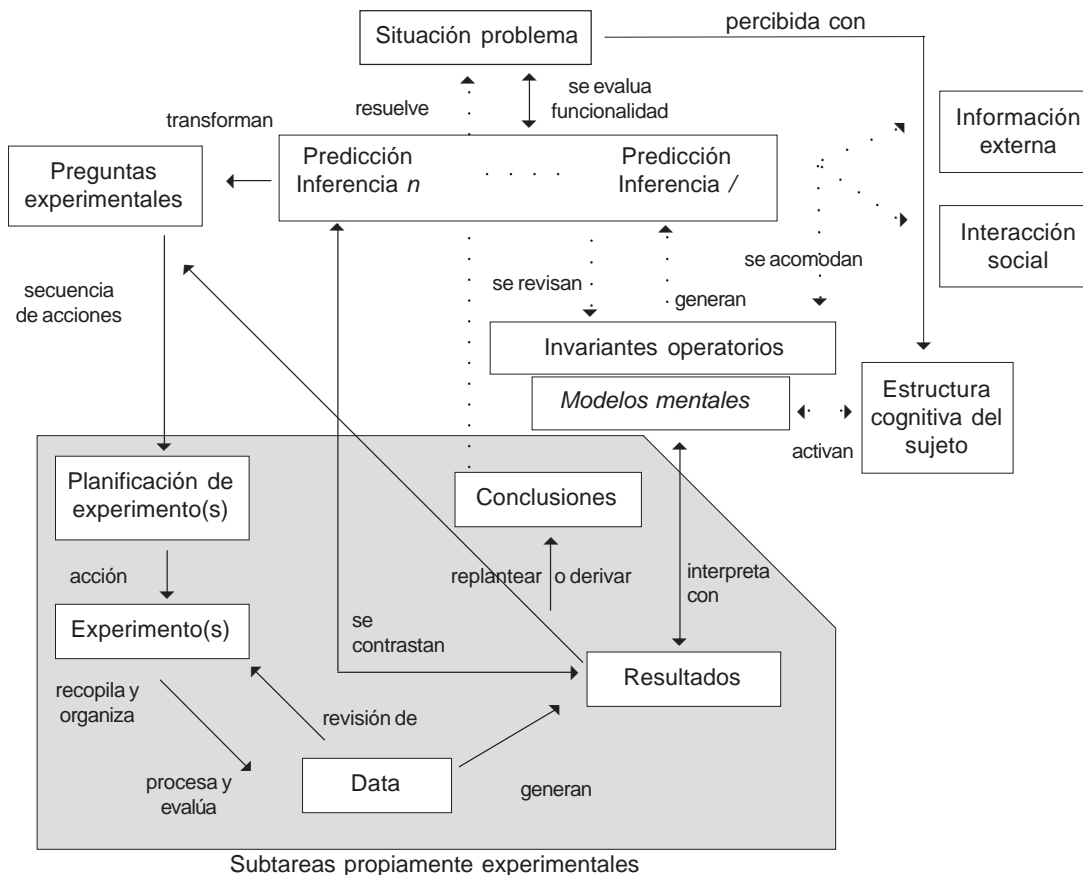 Situación problema
percibida con
se evalua
funcionalidad
resuelve
transforman
Información
externa
Preguntas
experimentales
Predicción
Inferencia n
. . . .
Predicción
Inferencia /
Interacción
social
se acomodan
secuencia
de acciones
se revisan
generan
Invariantes operatorios
Modelos mentales
activan
Estructura
cognitiva del
sujeto
Planificación de
experimento(s)
Conclusiones
acción
replantear
o derivar
interpreta
con
Experimento(s)
se
contrastan
Resultados
recopila y
organiza
revisión de
procesa y
evalúa
Data
generan
Subtareas propiamente experimentales